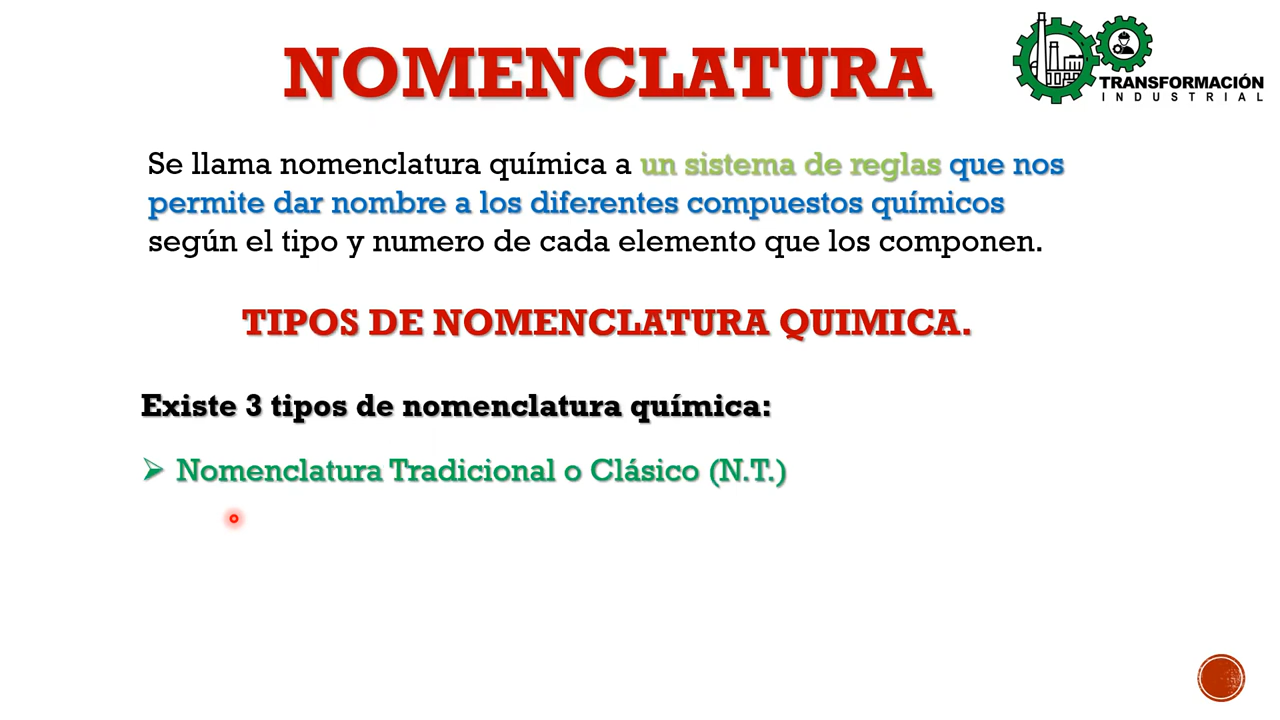 NOMENCLATURA
TRANSFORMACIÓN
INDUSTRIAL
Se llama nomenclatura química a un sistema de reglas que nos
permite dar nombre a los diferentes compuestos químicos
según el tipo y numero de cada elemento que los componen.
TIPOS DE NOMENCLATURA QUIMICA.
Existe 3 tipos de nomenclatura química:
➢ Nomenclatura Tradicional o Clásico (N.T.)